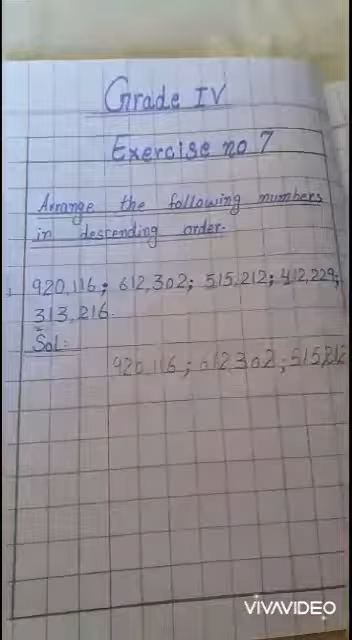 Grade IV
Exercise no 7
Arrange the following numbers
in descending order.
920,116; 612,302; 515,212; 412,229;
313,216.
Sol:
920,116; 612,302; 515,212
VIVAVIDEO